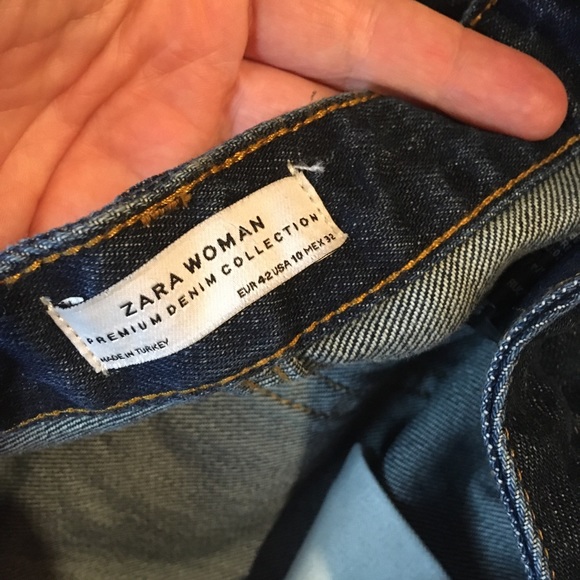 ZARA WOMAN
PREMIUM DENIM COLLECTION
EUR 42 USA 10 MEX 32
MADE IN TURKEY